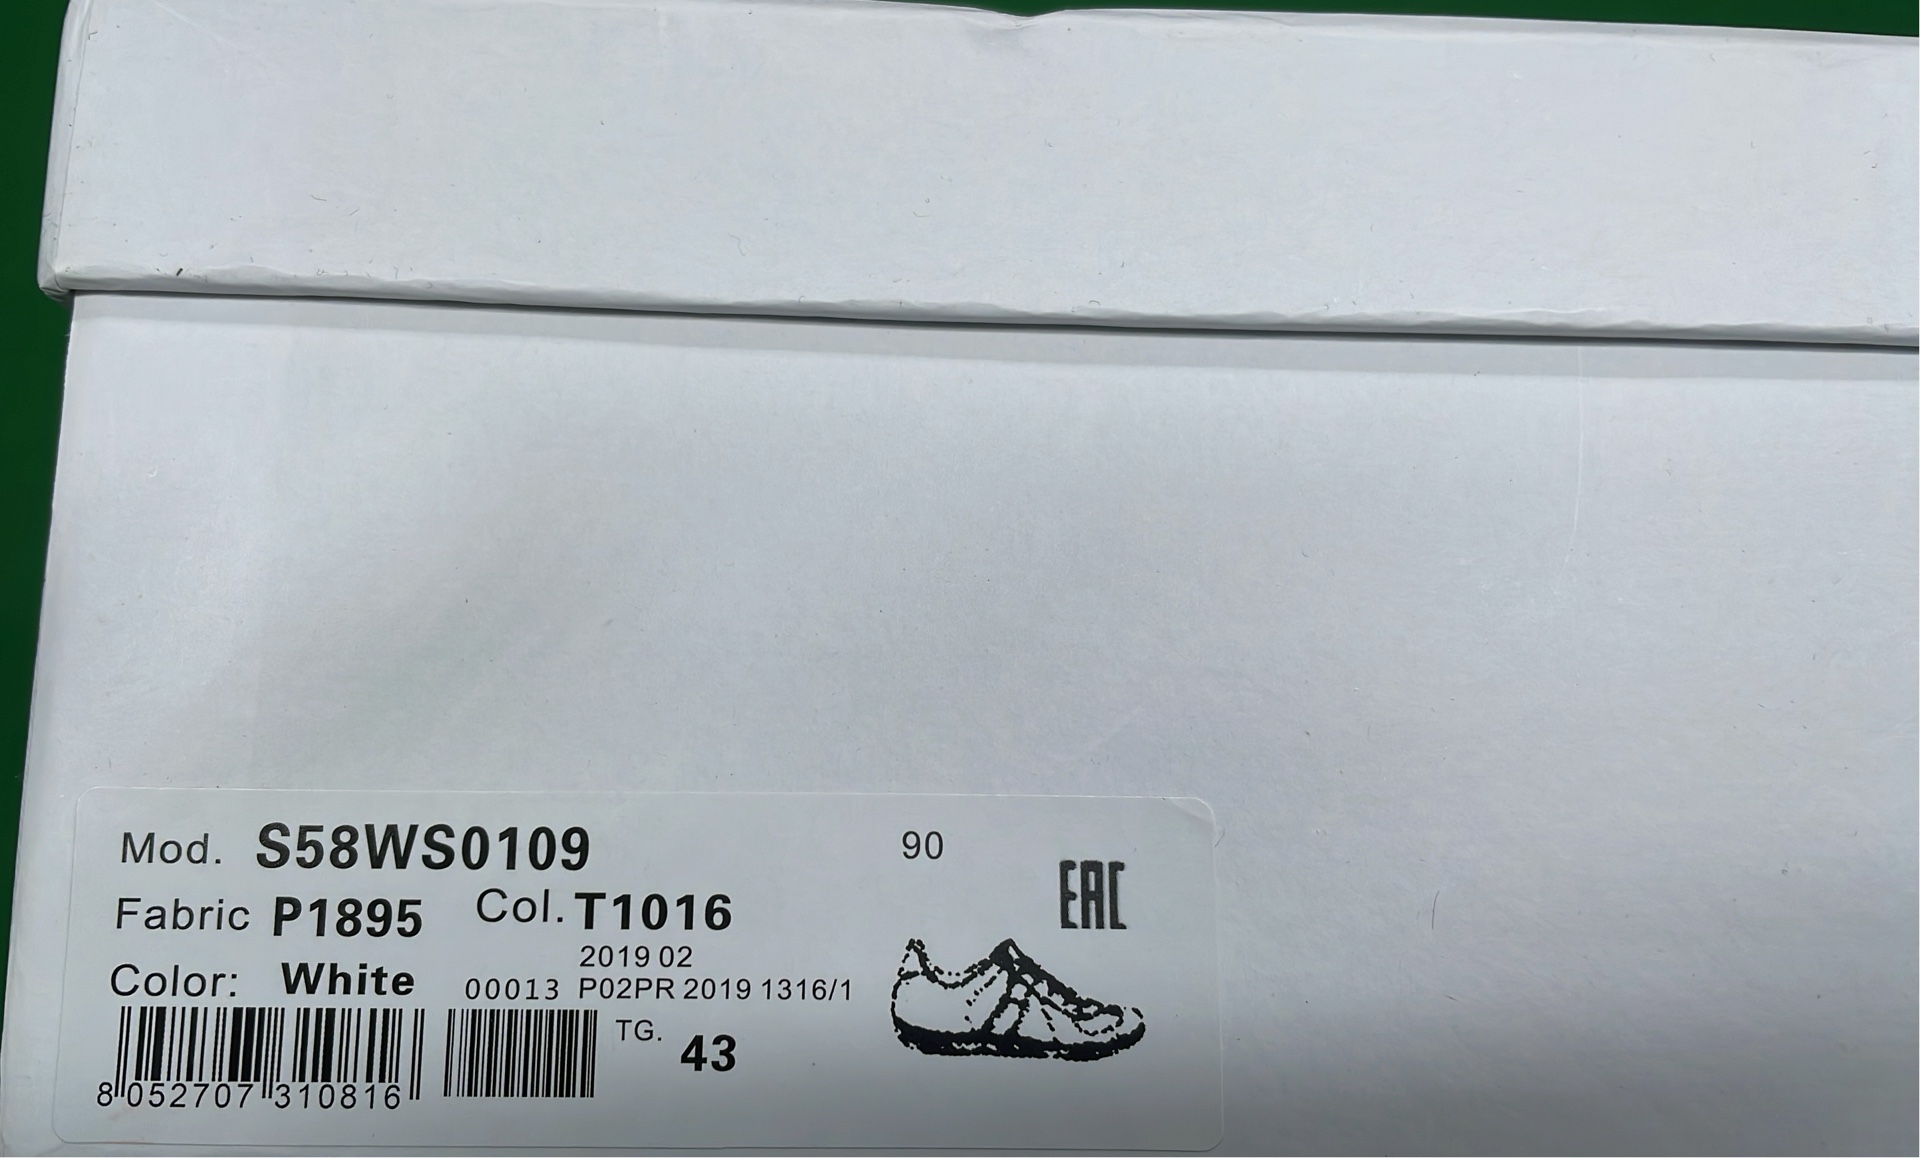 Mod. S58WS0109
90
EAC
Fabric P1895 Col. T1016
2019 02
Color: White 00013 P02PR 2019 1316/1
TG. 43
8 052707 310816